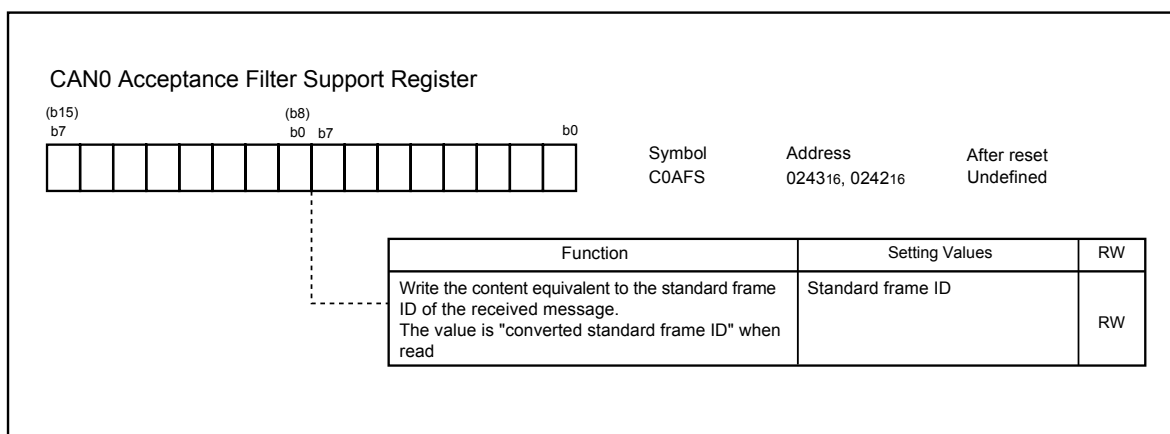 CAN0 Acceptance Filter Support Register
(b15) (b8)
b7 b0 b7 b0
Symbol Address After reset
C0AFS 024316, 024216 Undefined
Function Setting Values RW
Write the content equivalent to the standard frame Standard frame ID
ID of the received message.
RW
The value is "converted standard frame ID" when
read